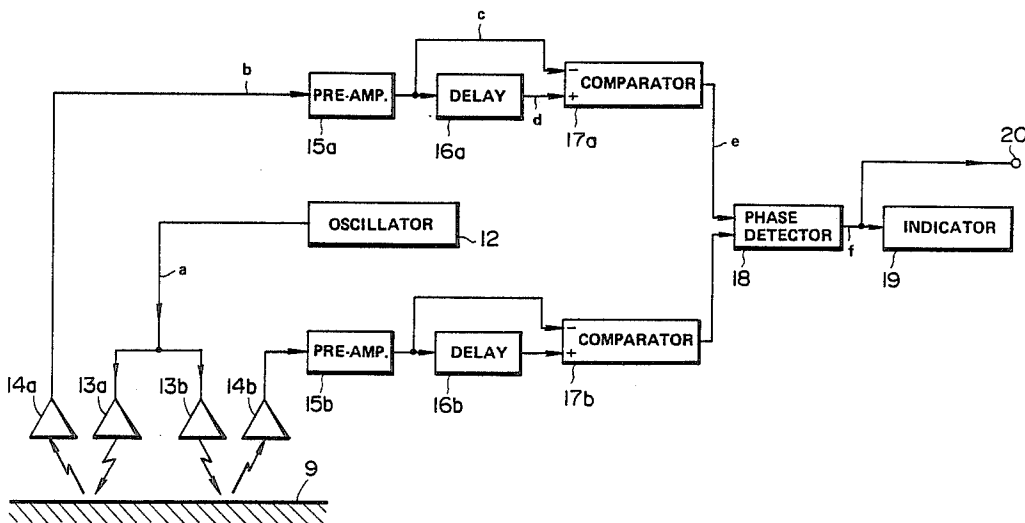 c
b
PRE-AMP.
15a
DELAY
16a
d
-
+
COMPARATOR
17a
e
20
OSCILLATOR
12
a
PHASE
DETECTOR
18
f
INDICATOR
19
14a
13a
13b
14b
PRE-AMP.
15b
DELAY
16b
-
+
COMPARATOR
17b
9